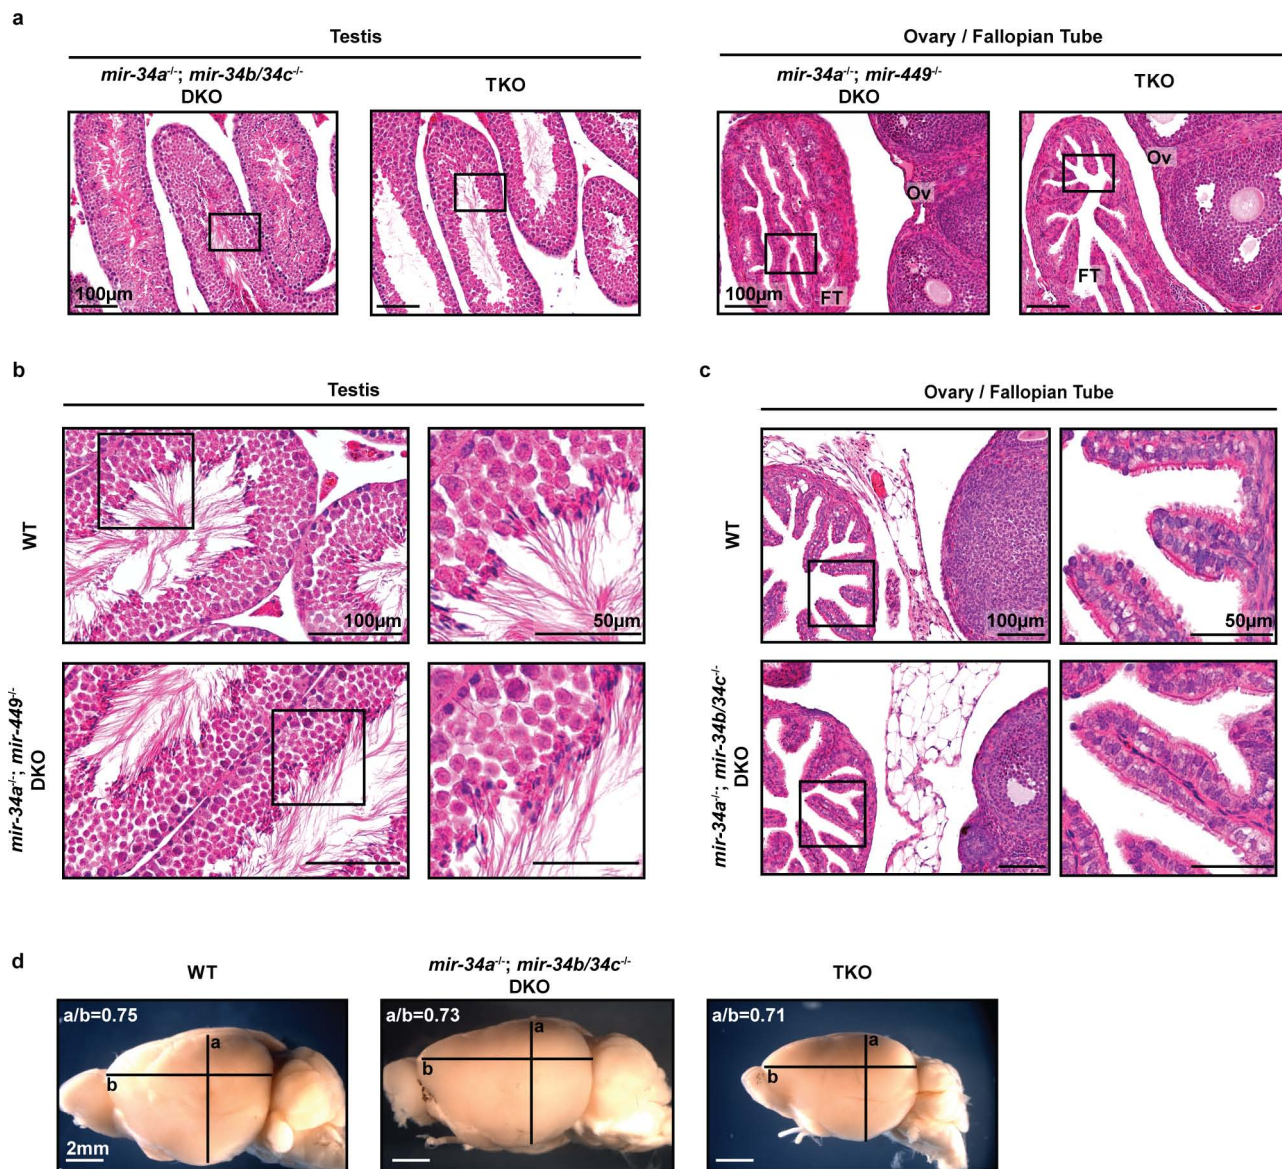 a
Testis
mir-34a-/-; mir-34b/34c-/-
DKO
TKO
100µm
Ovary / Fallopian Tube
mir-34a-/-; mir-449-/-
DKO
TKO
Ov
FT
100µm
Ov
FT
b
Testis
WT
100µm
50µm
mir-34a-/-; mir-449-/-
DKO
c
Ovary / Fallopian Tube
WT
100µm
50µm
mir-34a-/-; mir-34b/34c-/-
DKO
d
WT
a/b=0.75
a
b
2mm
mir-34a-/-; mir-34b/34c-/-
DKO
a/b=0.73
a
b
TKO
a/b=0.71
a
b